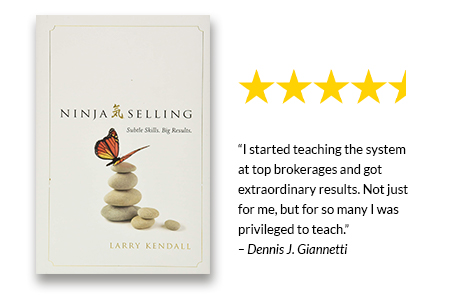 NINJA 気 SELLING
Subtle Skills. Big Results.
LARRY KENDALL
“I started teaching the system
at top brokerages and got
extraordinary results. Not just
for me, but for so many I was
privileged to teach.”
– Dennis J. Giannetti